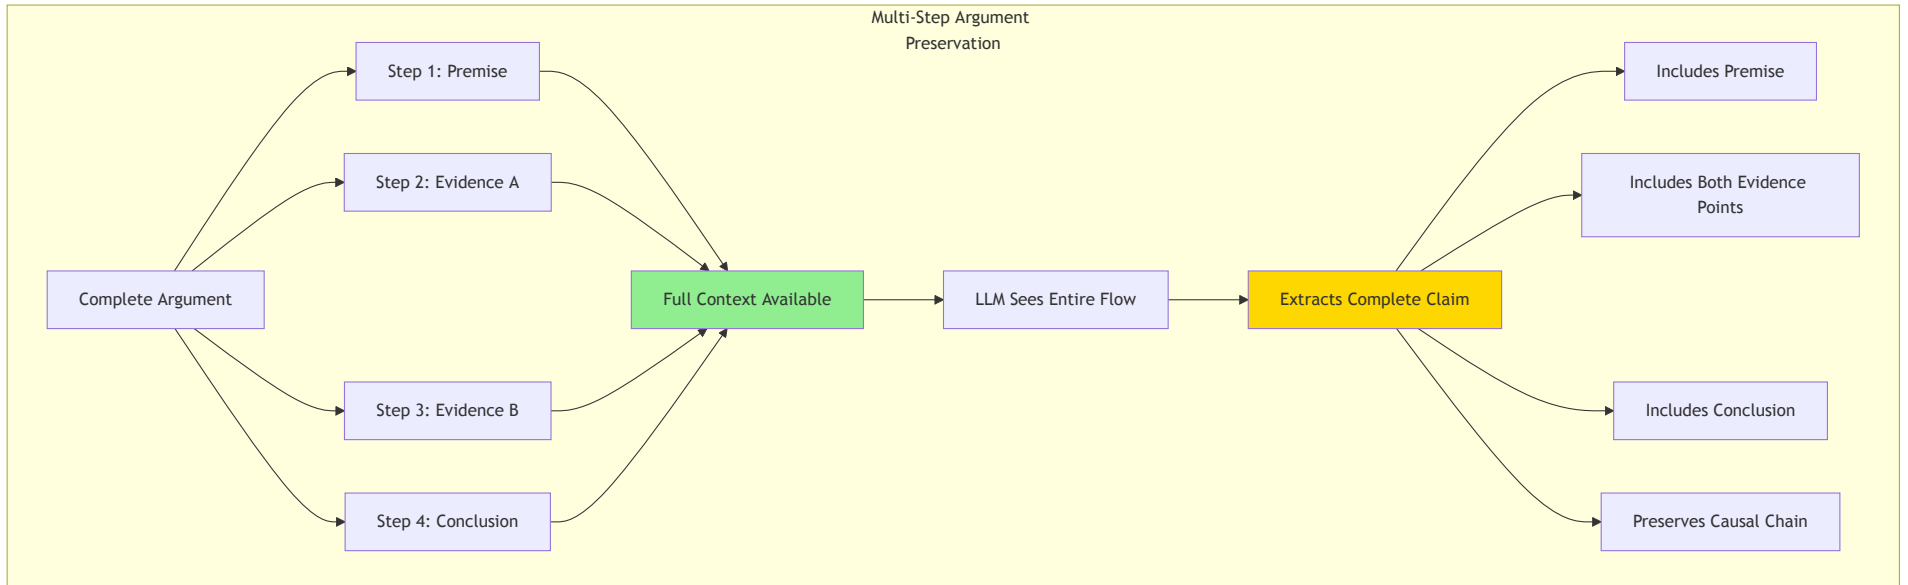 Multi-Step Argument
Preservation
Complete Argument
Step 1: Premise
Step 2: Evidence A
Step 3: Evidence B
Step 4: Conclusion
Full Context Available
LLM Sees Entire Flow
Extracts Complete Claim
Includes Premise
Includes Both Evidence
Points
Includes Conclusion
Preserves Causal Chain